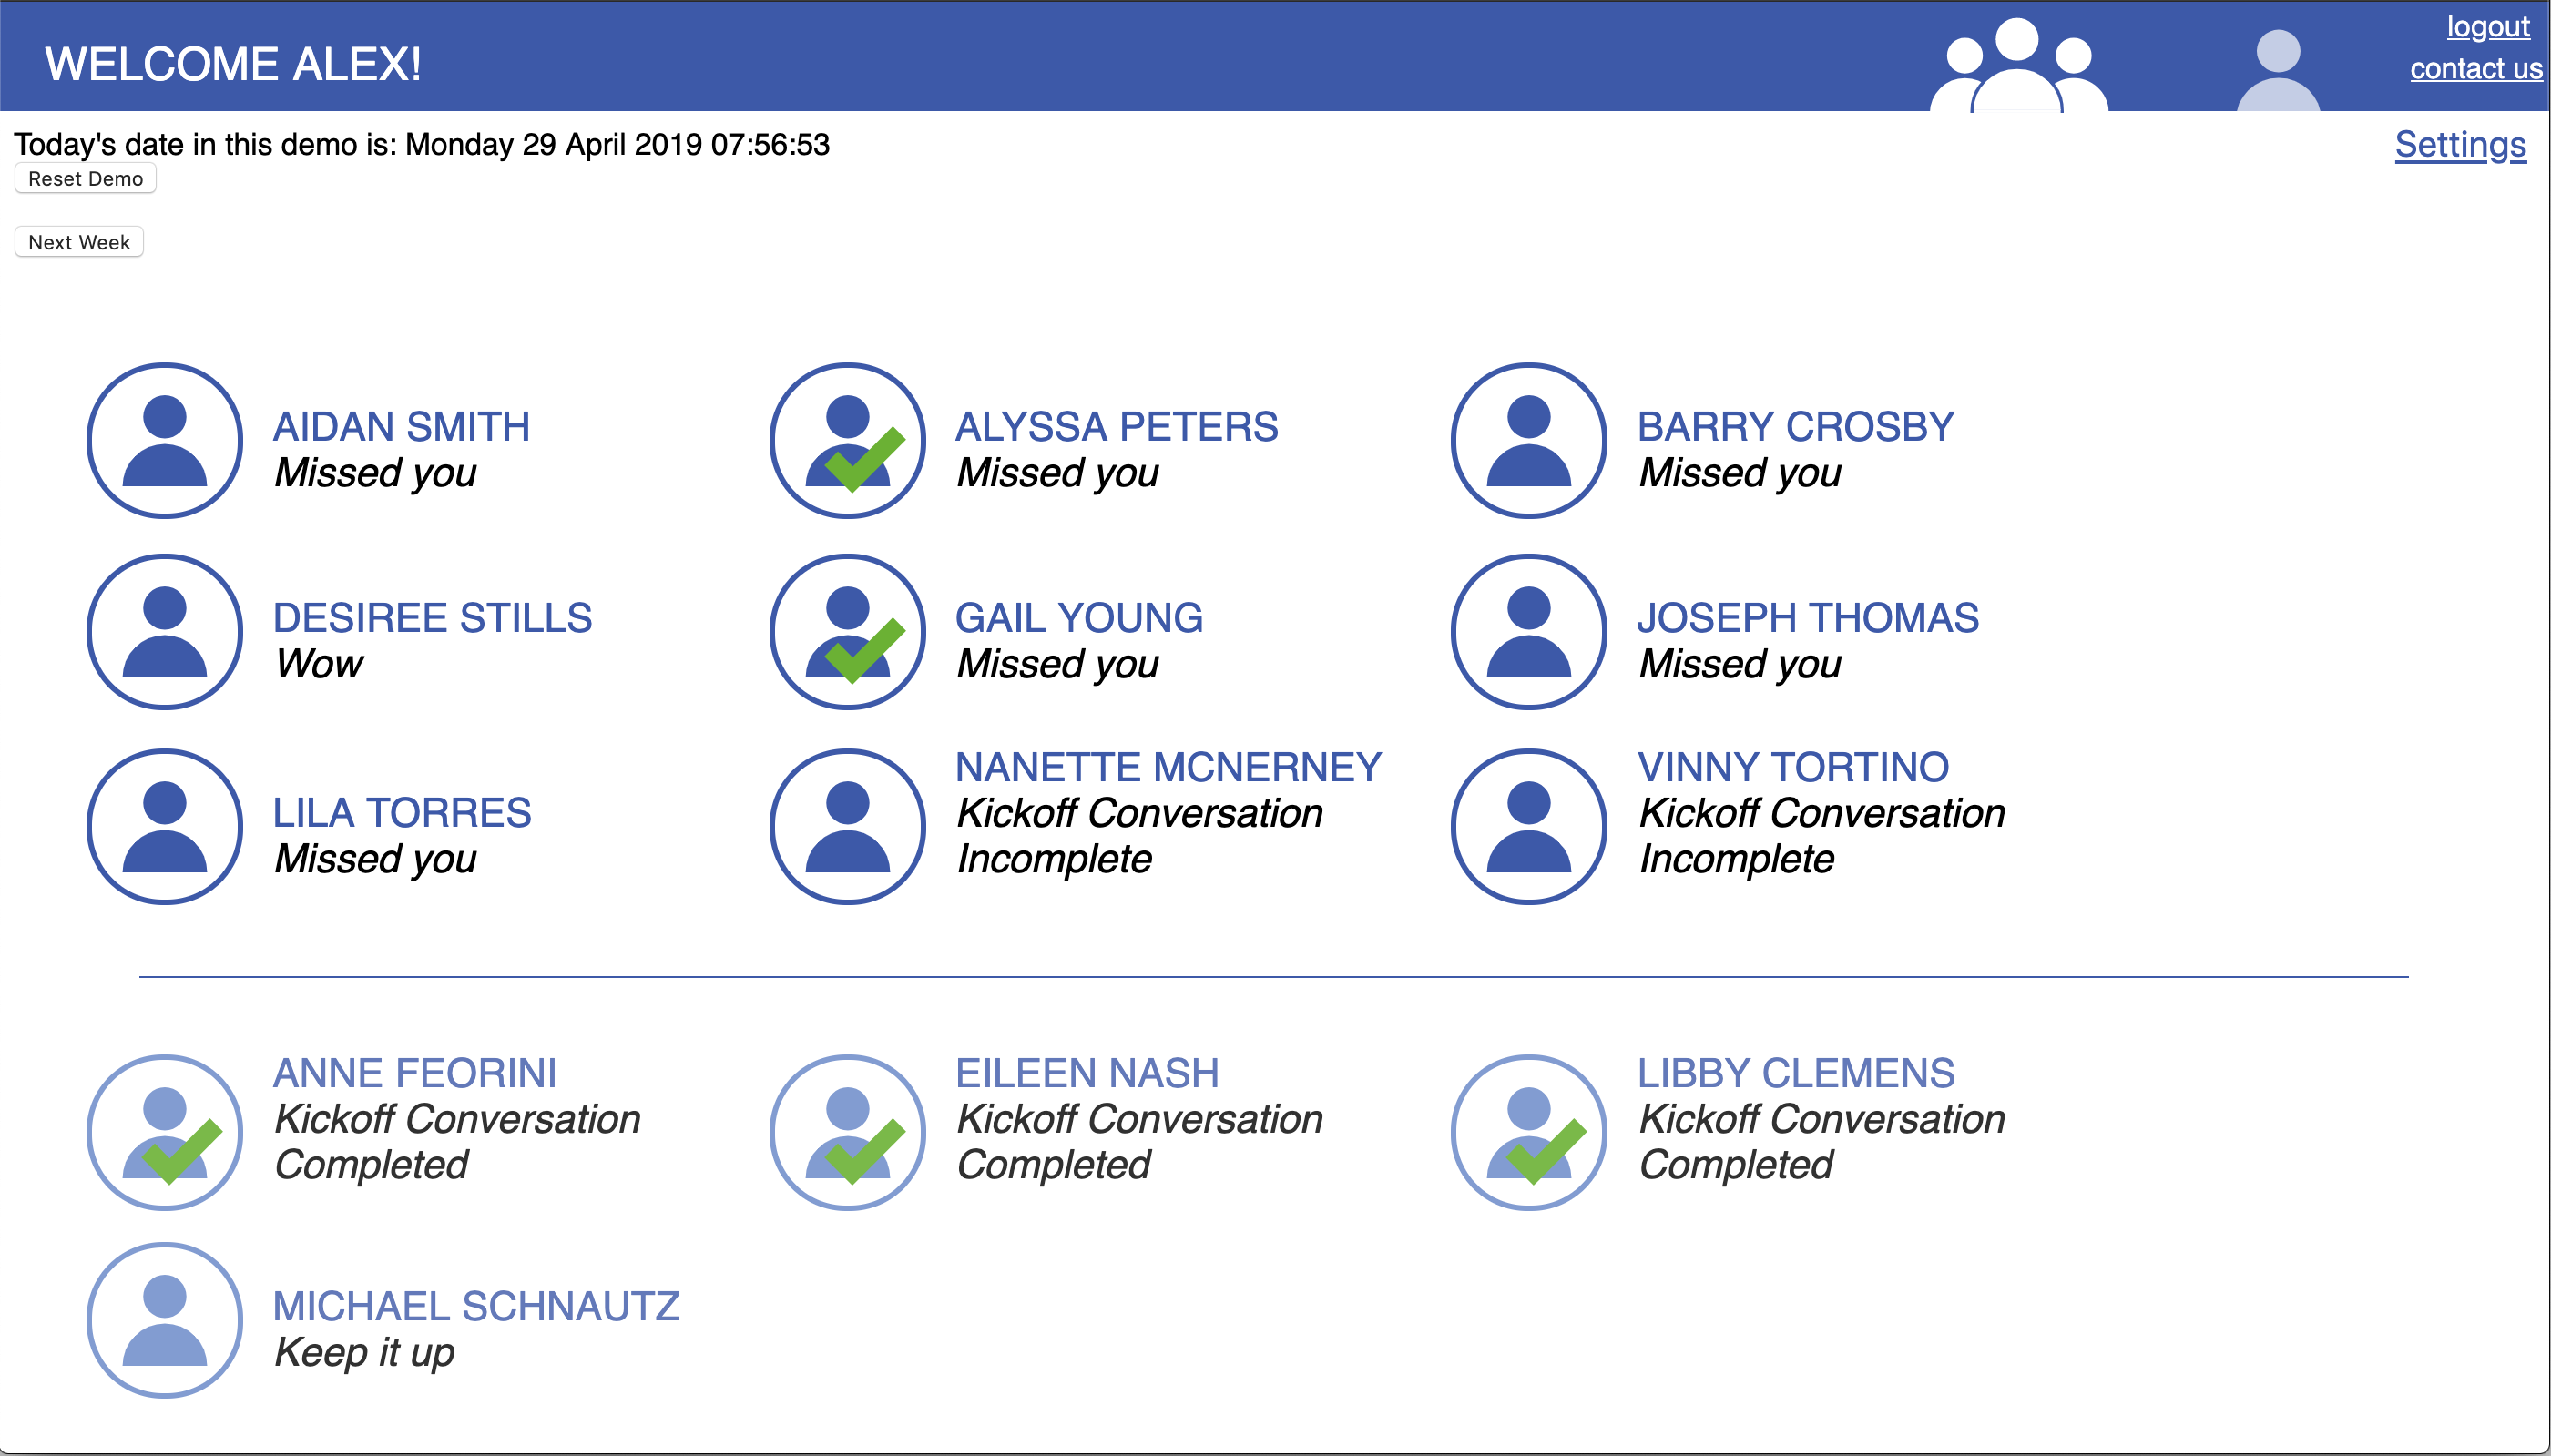 WELCOME ALEX!
logout
contact us
Today's date in this demo is: Monday 29 April 2019 07:56:53
Settings
Reset Demo
Next Week
AIDAN SMITH
Missed you
ALYSSA PETERS
Missed you
BARRY CROSBY
Missed you
DESIREE STILLS
Wow
GAIL YOUNG
Missed you
JOSEPH THOMAS
Missed you
LILA TORRES
Missed you
NANETTE MCNERNEY
Kickoff Conversation
Incomplete
VINNY TORTINO
Kickoff Conversation
Incomplete
ANNE FEORINI
Kickoff Conversation
Completed
EILEEN NASH
Kickoff Conversation
Completed
LIBBY CLEMENS
Kickoff Conversation
Completed
MICHAEL SCHNAUTZ
Keep it up